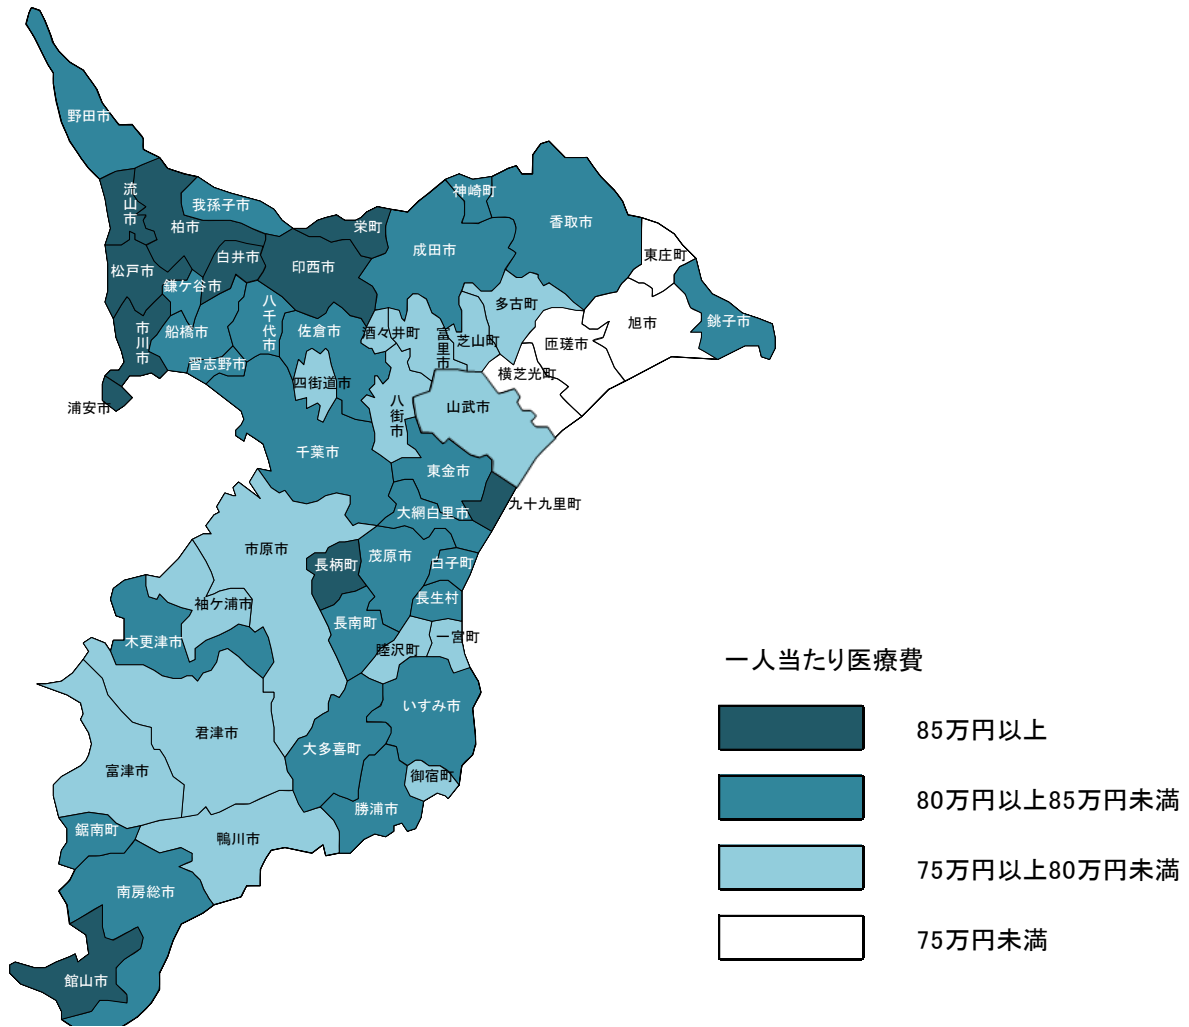 野田市
流山市
柏市
我孫子市
栄町
神崎町
香取市
成田市
東庄町
松戸市
鎌ケ谷市
白井市
印西市
多古町
銚子市
旭市
市川市
船橋市
八千代市
佐倉市
酒々井町
富里市
芝山町
匝瑳市
習志野市
四街道市
横芝光町
浦安市
八街市
山武市
千葉市
東金市
九十九里町
大網白里市
市原市
長柄町
茂原市
白子町
袖ケ浦市
長生村
木更津市
長南町
睦沢町
一宮町
いすみ市
君津市
大多喜町
富津市
御宿町
勝浦市
鋸南町
鴨川市
南房総市
館山市
一人当たり医療費
85万円以上
80万円以上85万円未満
75万円以上80万円未満
75万円未満